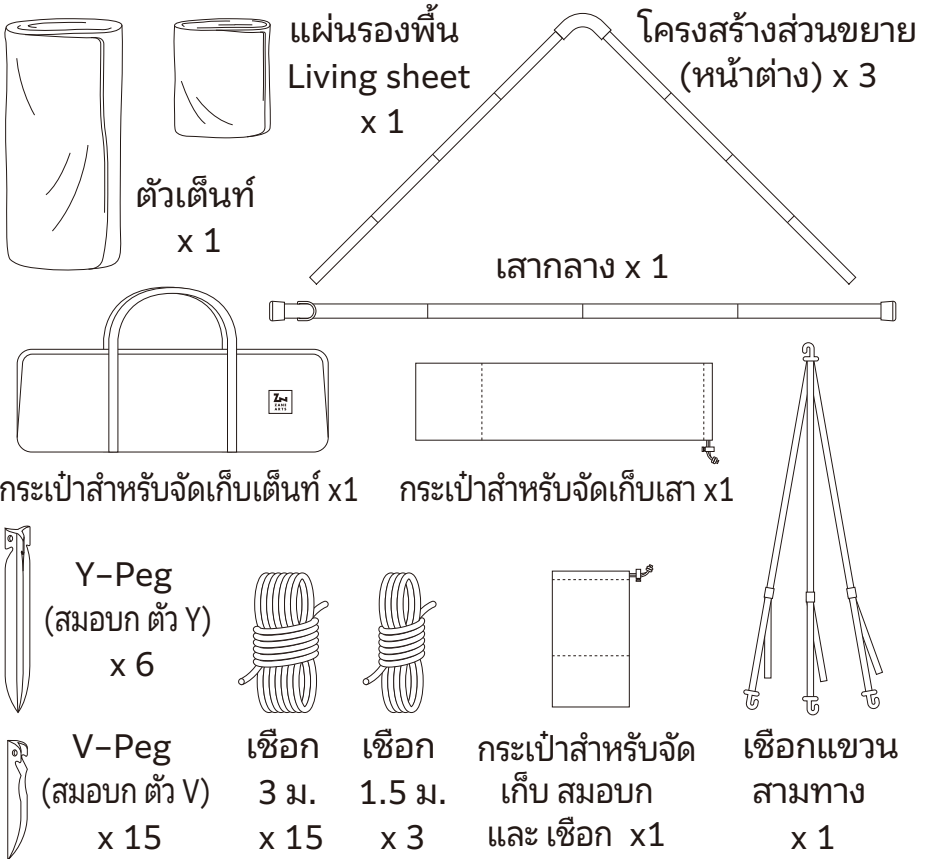 แผ่นรองพื้น
Living sheet
x 1
โครงสร้างส่วนขยาย
(หน้าต่าง) x 3
ตัวเต็นท์
x 1
เสากลาง x 1
ZANE
ARTS
กระเป๋าสำหรับจัดเก็บเต็นท์ x1
กระเป๋าสำหรับจัดเก็บเสา x1
Y-Peg
(สมอบก ตัว Y)
x 6
V-Peg
(สมอบก ตัว V)
x 15
เชือก
3 ม.
x 15
เชือก
1.5 ม.
x 3
กระเป๋าสำหรับจัด
เก็บ สมอบก
และ เชือก x1
เชือกแขวน
สามทาง
x 1